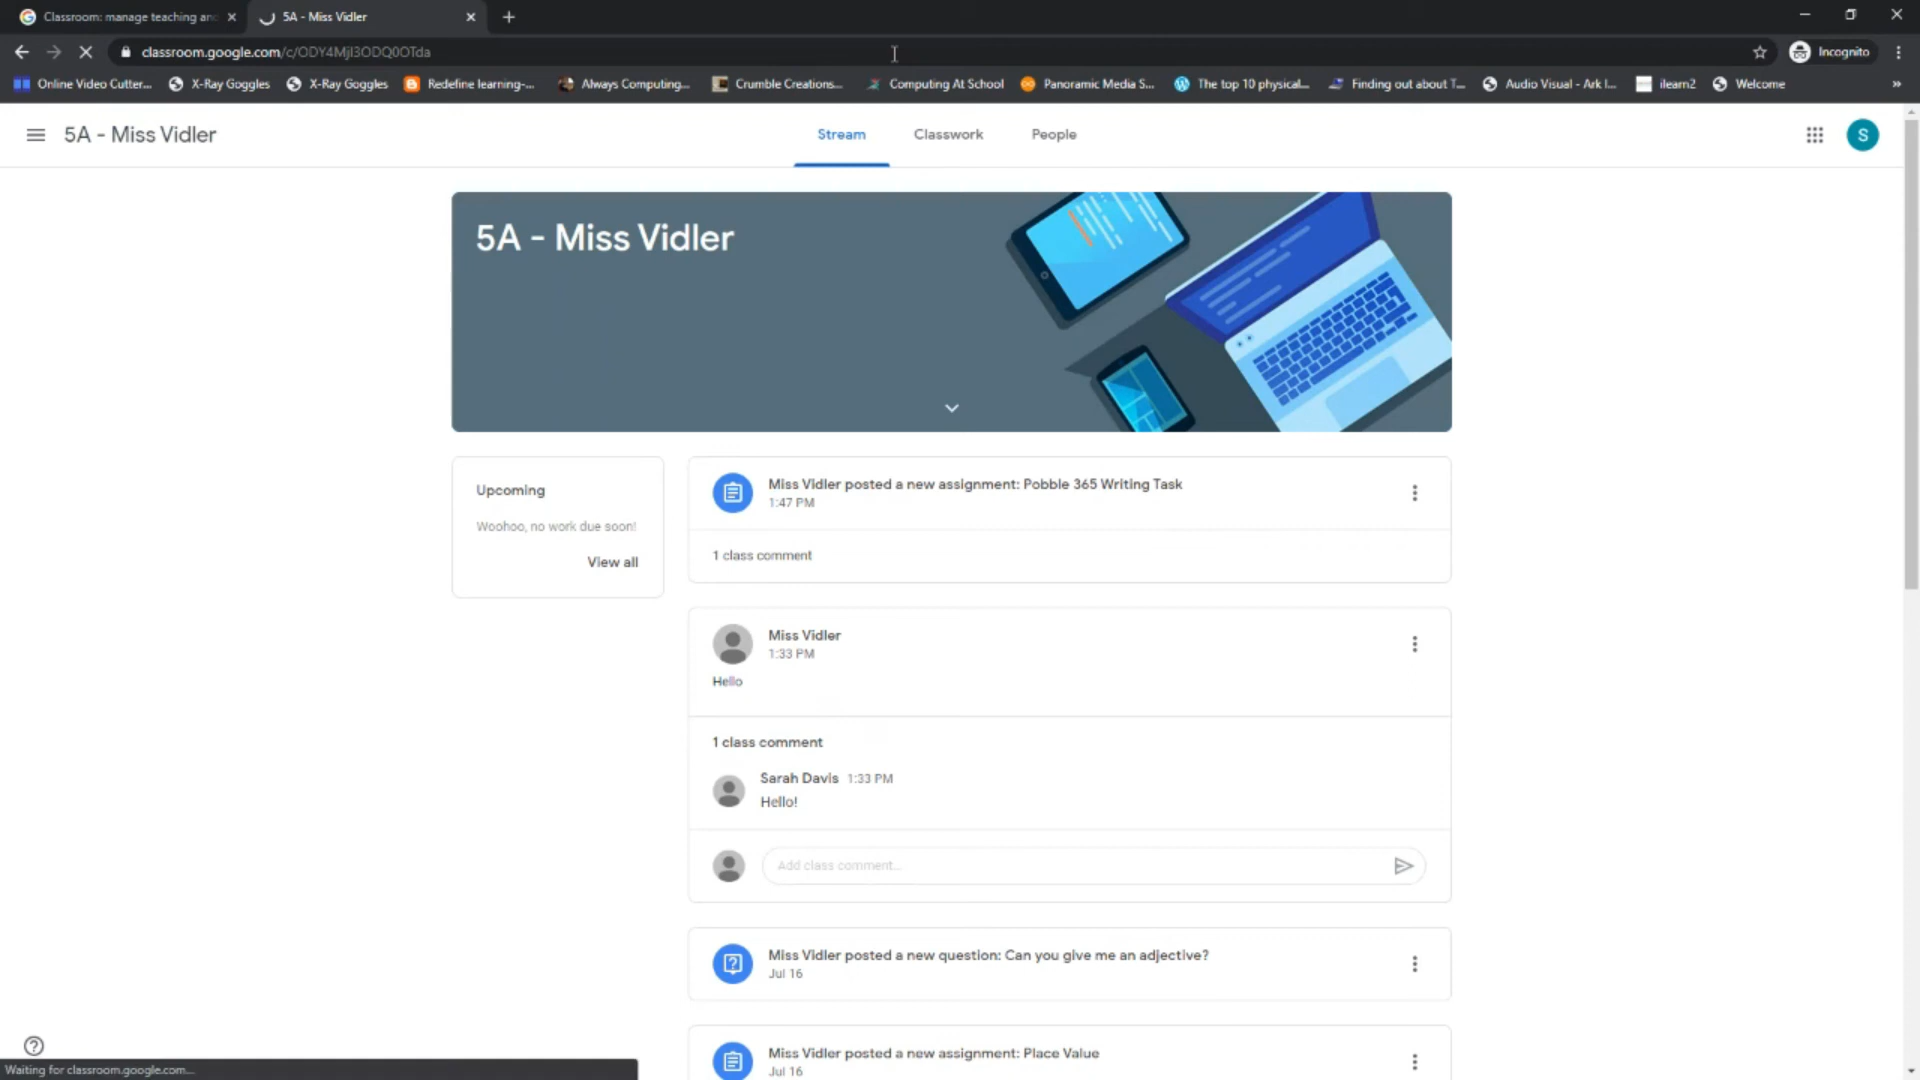 Classroom: manage teaching an
5A - Miss Vidler
classroom.google.com/c/ODY4MjI3ODQ0OTda
Incognito
Online Video Cutter...
X-Ray Goggles
X-Ray Goggles
Redefine learning-...
Always Computing...
Crumble Creations...
Computing At School
Panoramic Media S...
The top 10 physical...
Finding out about T...
Audio Visual - Ark I...
ilearn2
Welcome
»
5A - Miss Vidler
Stream
Classwork
People
S
5A - Miss Vidler
Upcoming
Woohoo, no work due soon!
View all
Miss Vidler posted a new assignment: Pobble 365 Writing Task
1:47 PM
1 class comment
Miss Vidler
1:33 PM
Hello
1 class comment
Sarah Davis 1:33 PM
Hello!
Add class comment...
Miss Vidler posted a new question: Can you give me an adjective?
Jul 16
Miss Vidler posted a new assignment: Place Value
Jul 16
Waiting for classroom.google.com...